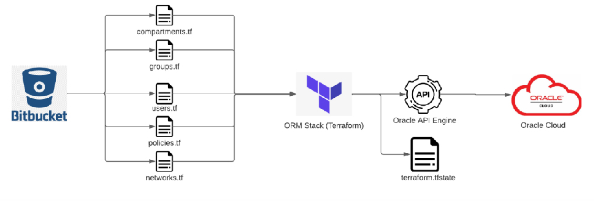 compartments.tf
groups.tf
Bitbucket
users.tf
policies.tf
networks.tf
ORM Stack (Terraform)
API
Oracle API Engine
terraform.tfstate
ORACLE
Oracle Cloud